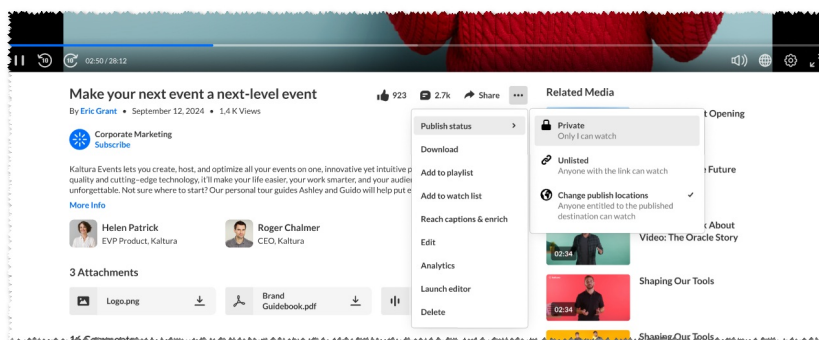 10
10
02:50 / 28:12
Make your next event a next-level event
923
2.7k
Share
By Eric Grant • September 12, 2024 • 1,4 K Views
Corporate Marketing
Subscribe
Kaltura Events lets you create, host, and optimize all your events on one, innovative yet intuitive
quality and cutting-edge technology, it'll make your life easier, your work smarter, and your
unforgettable. Not sure where to start? Our personal tour guides Ashley and Guido will help put
More Info
Helen Patrick
EVP Product, Kaltura
Roger Chalmer
CEO, Kaltura
3 Attachments
Logo.png
Brand
Guidebook.pdf
Publish status
Download
Add to playlist
Add to watch list
Reach captions & enrich
Edit
Analytics
Launch editor
Delete
Private
Only I can watch
Unlisted
Anyone with the link can watch
Change publish locations
Anyone entitled to the published
destination can watch
Related Media
Opening
Future
About
Video: The Oracle Story
02:34
Shaping Our Tools
02:34
Shaping Our Tools